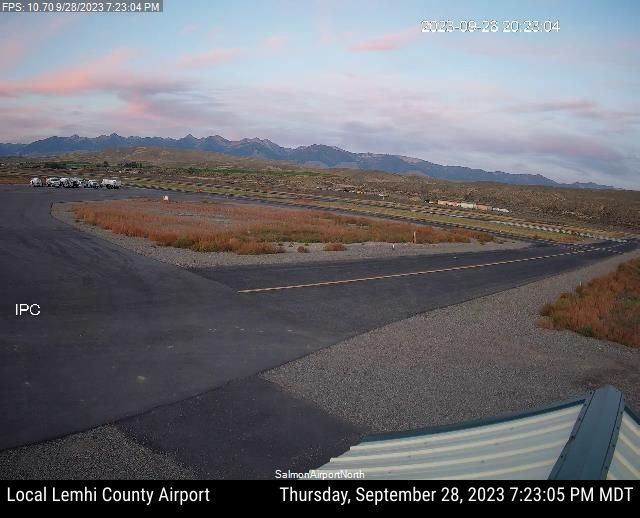 FPS: 10.70 9/28/2023 7:23:04 PM
2023-09-28 20:23:04
IPC
SalmonAirportNorth
Local Lemhi County Airport Thursday, September 28, 2023 7:23:05 PM MDT